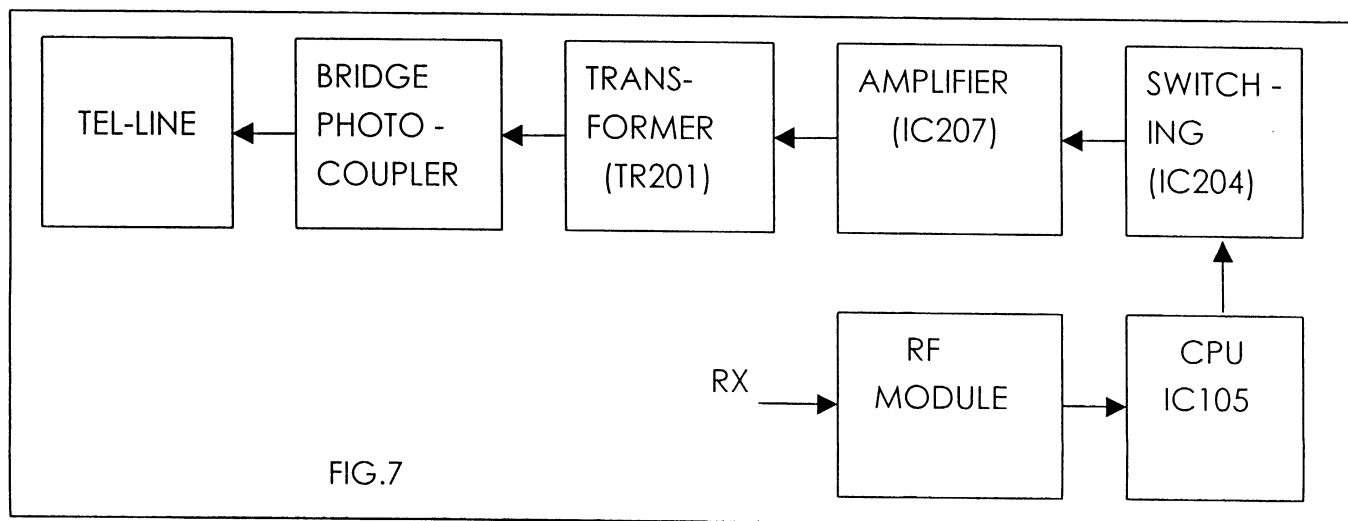 TEL-LINE
BRIDGE
PHOTO -
COUPLER
TRANS-
FORMER
(TR201)
AMPLIFIER
(IC207)
SWITCH -
ING
(IC204)
RX
RF
MODULE
CPU
IC105
FIG.7